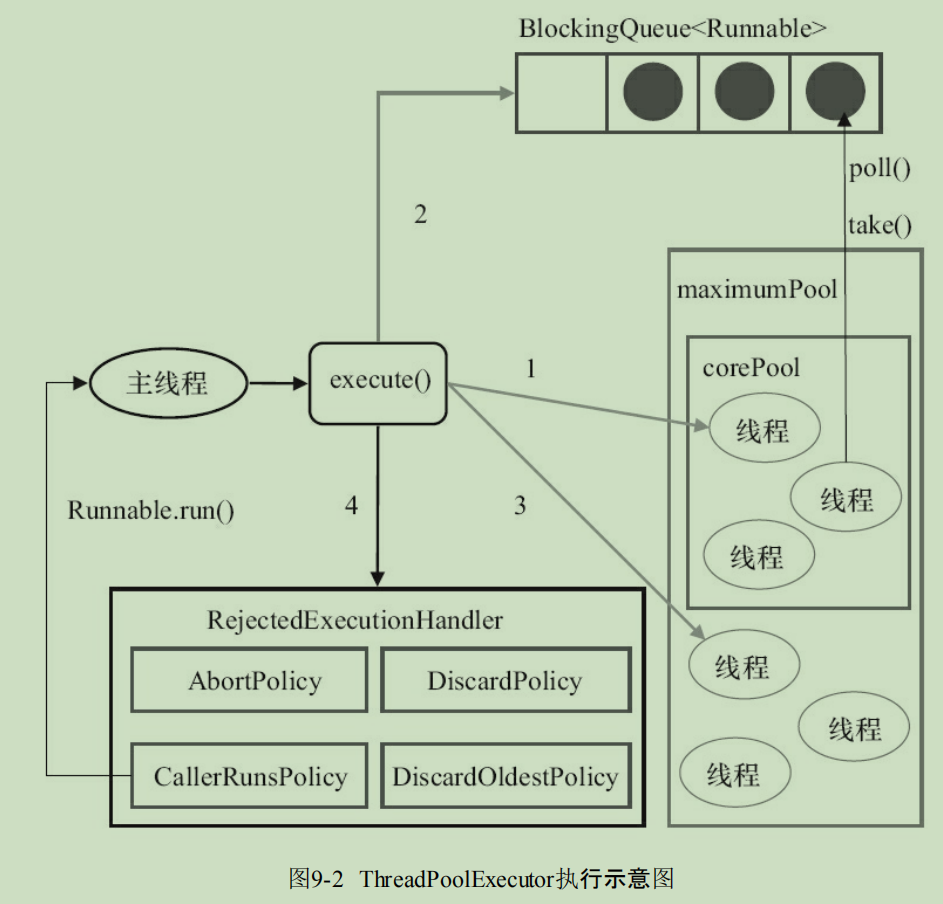 BlockingQueue<Runnable>
poll()
2
take()
maximumPool
1
corePool
主线程
execute()
线程
Runnable.run()
4
3
线程
线程
RejectedExecutionHandler
AbortPolicy
DiscardPolicy
线程
线程
CallerRunsPolicy
DiscardOldestPolicy
线程
图9-2 ThreadPoolExecutor执行示意图